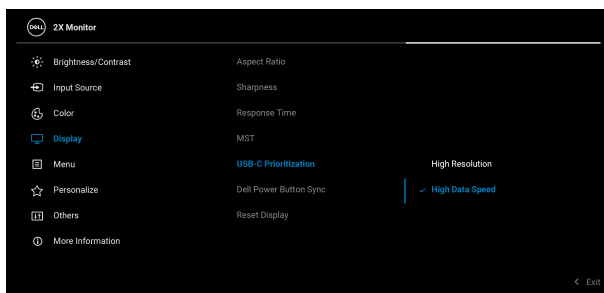 DELL 2X Monitor
Brightness/Contrast Aspect Ratio
Input Source Sharpness
Color Response Time
Display MST
Menu USB-C Prioritization High Resolution
Personalize Dell Power Button Sync High Data Speed
Others Reset Display
More Information
Exit